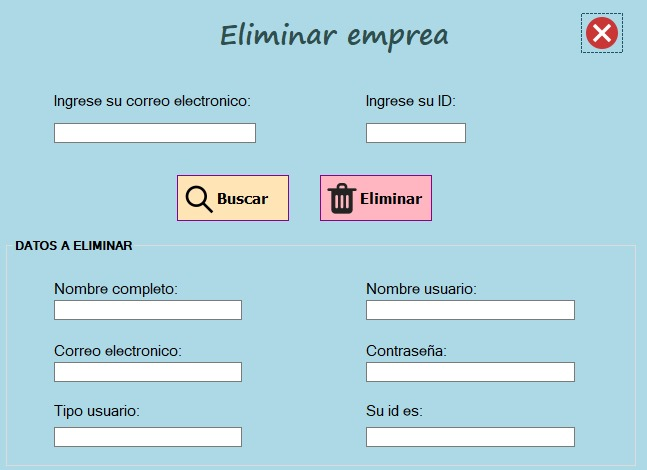 Eliminar emprea
Ingrese su correo electronico:
Ingrese su ID:
Buscar
Eliminar
DATOS A ELIMINAR
Nombre completo:
Nombre usuario:
Correo electronico:
Contraseña:
Tipo usuario:
Su id es: